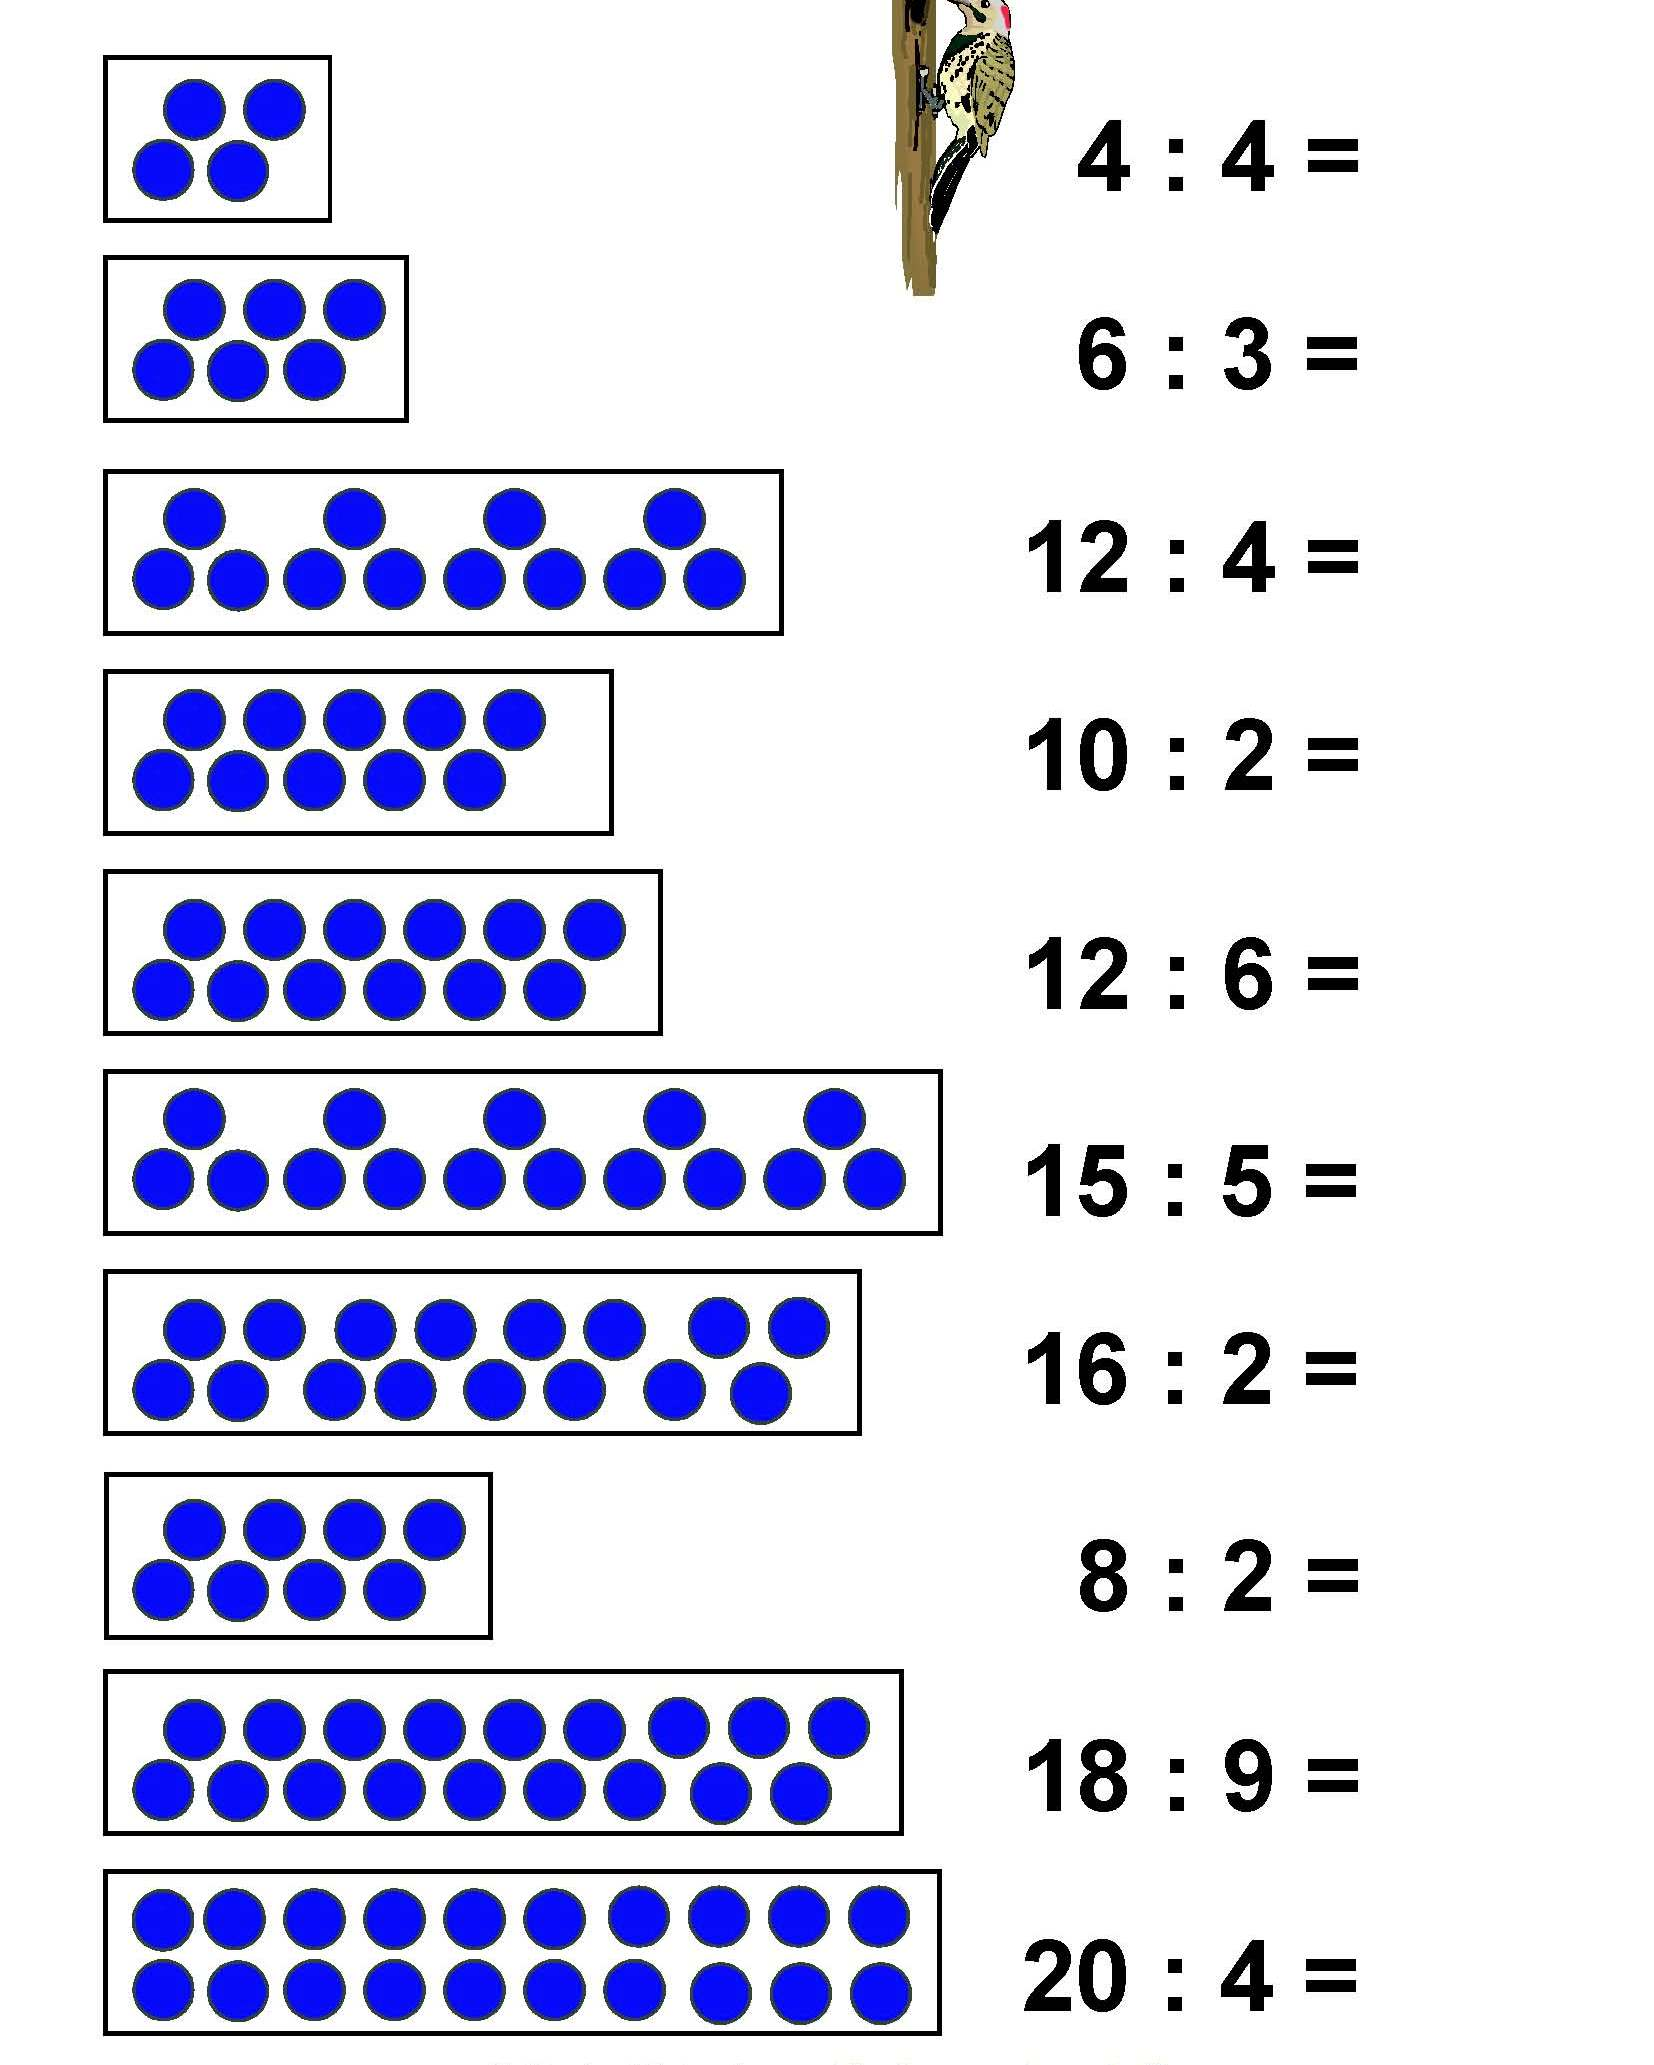 4 : 4 =
6 : 3 =
12 : 4 =
10 : 2 =
12 : 6 =
15 : 5 =
16 : 2 =
8 : 2 =
18 : 9 =
20 : 4 =